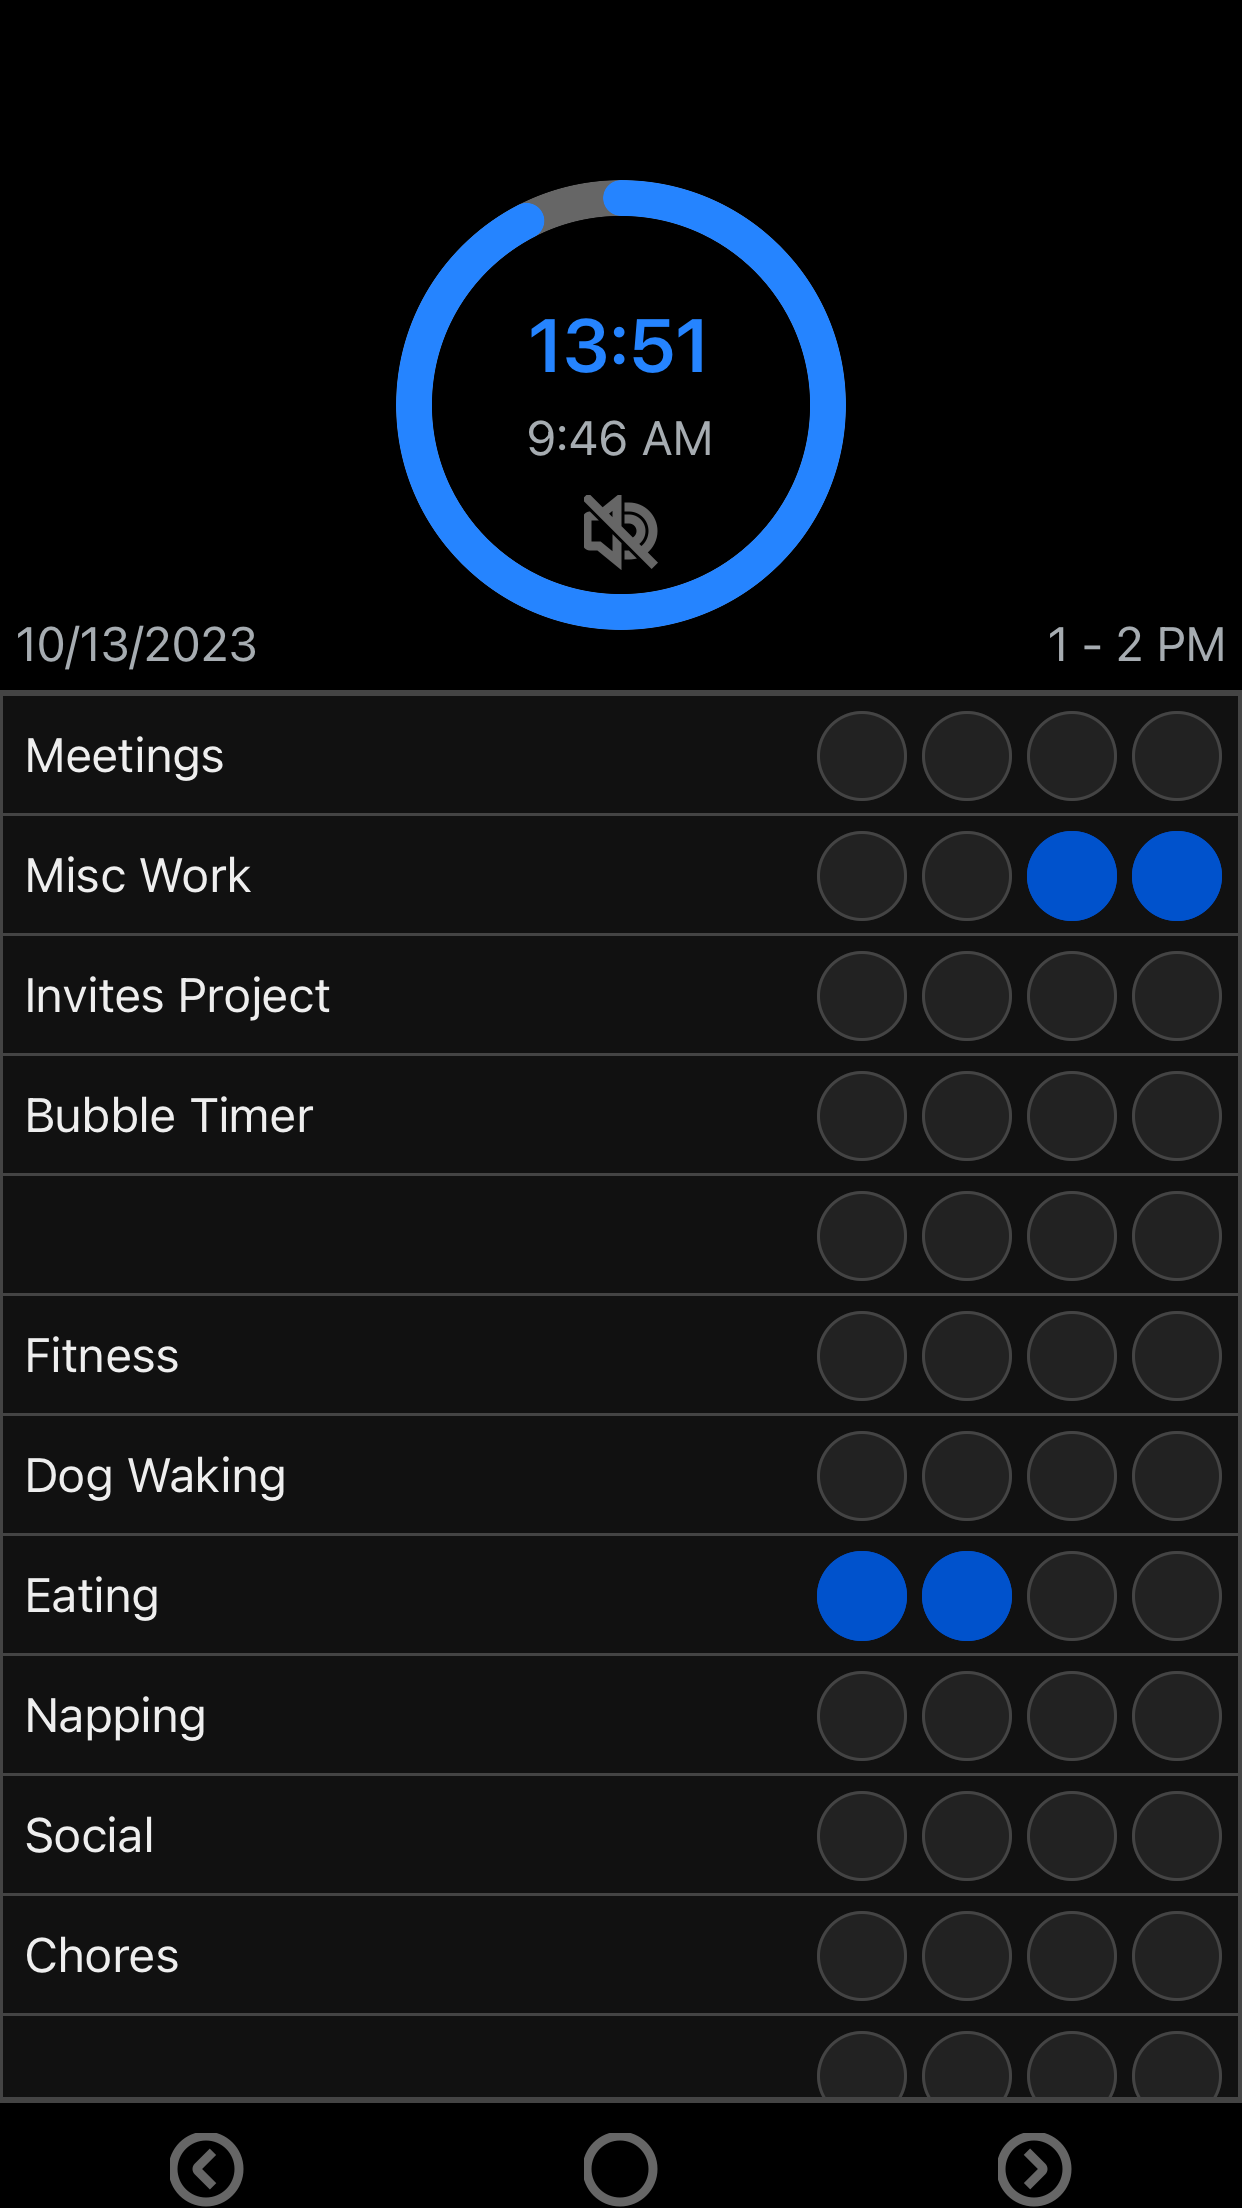 13:51
9:46 AM
10/13/2023
1 - 2 PM
Meetings
Misc Work
Invites Project
Bubble Timer
Fitness
Dog Waking
Eating
Napping
Social
Chores